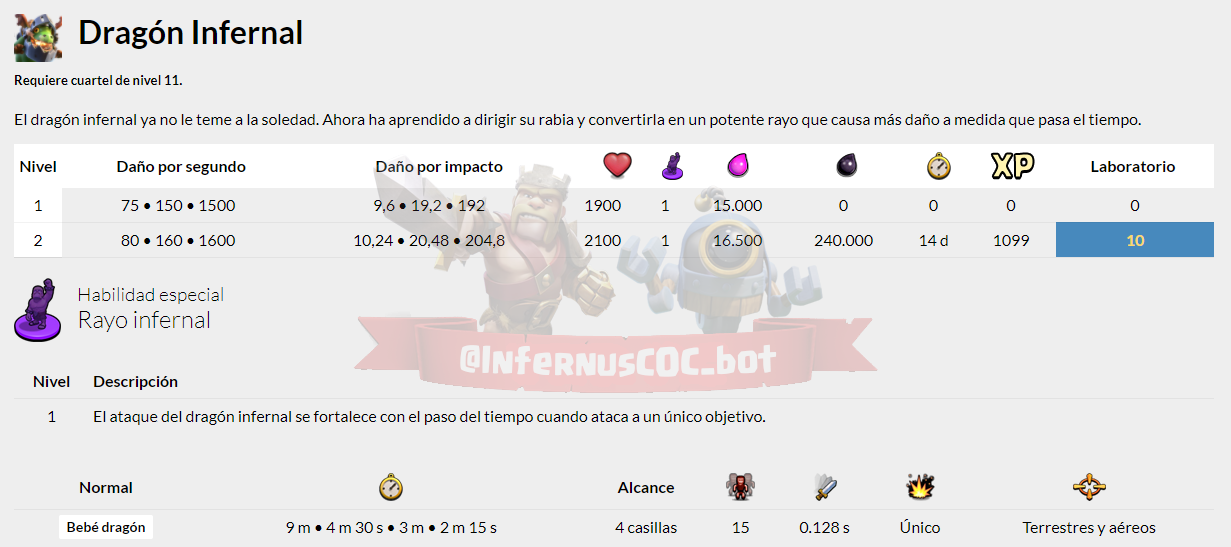 Dragón Infernal
Requiere cuartel de nivel 11.
El dragón infernal ya no le teme a la soledad. Ahora ha aprendido a dirigir su rabia y convertirla en un potente rayo que causa más daño a medida que pasa el tiempo.
Nivel Daño por segundo Daño por impacto XP Laboratorio
1 75 • 150 • 1500 9,6 • 19,2 • 192 1900 1 15.000 0 0 0 0
2 80 • 160 • 1600 10,24 • 20,48 • 204,8 2100 1 16.500 240.000 14 d 1099 10
Habilidad especial
Rayo infernal
@InfernusCOC_bot
Nivel Descripción
1 El ataque del dragón infernal se fortalece con el paso del tiempo cuando ataca a un único objetivo.
Normal Alcance
Bebé dragón 9 m • 4 m 30 s • 3 m • 2 m 15 s 4 casillas 15 0.128 s Único Terrestres y aéreos